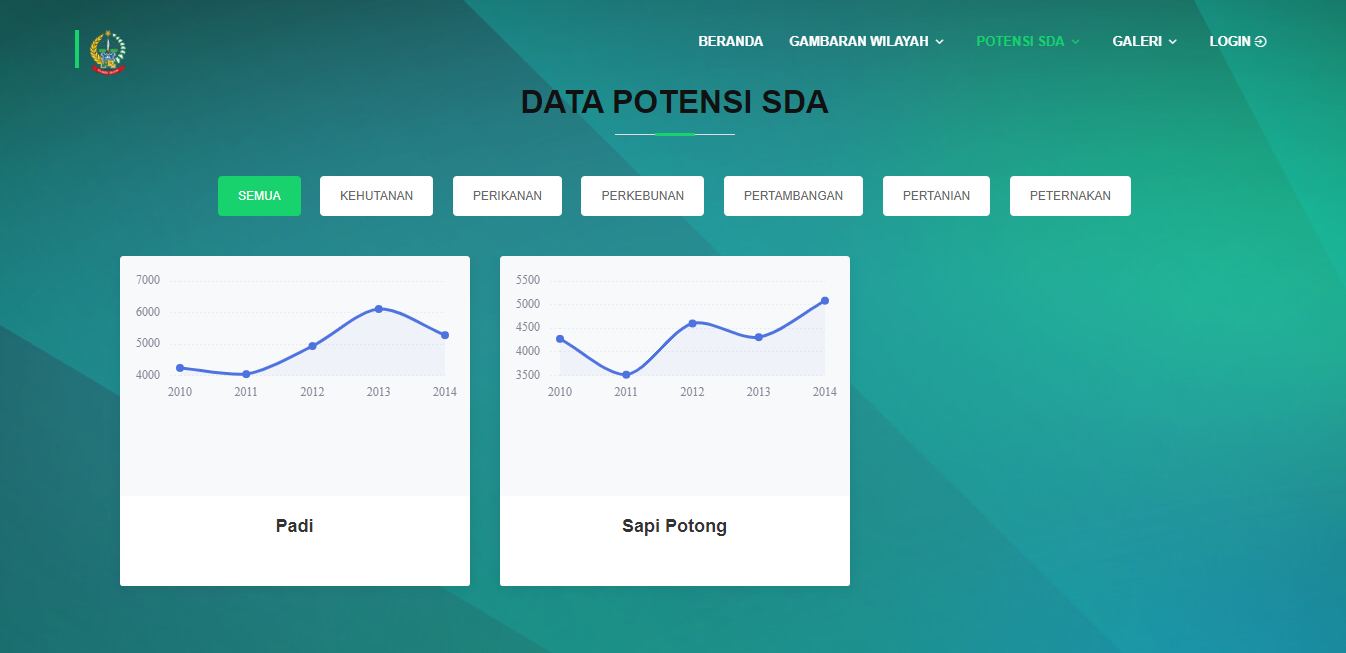 BERANDA GAMBARAN WILAYAH POTENSI SDA GALERI LOGIN
DATA POTENSI SDA
SEMUA KEHUTANAN PERIKANAN PERKEBUNAN PERTAMBANGAN PERTANIAN PETERNAKAN
7000
6000
5000
4000
2010 2011 2012 2013 2014
Padi
5500
5000
4500
4000
3500
2010 2011 2012 2013 2014
Sapi Potong